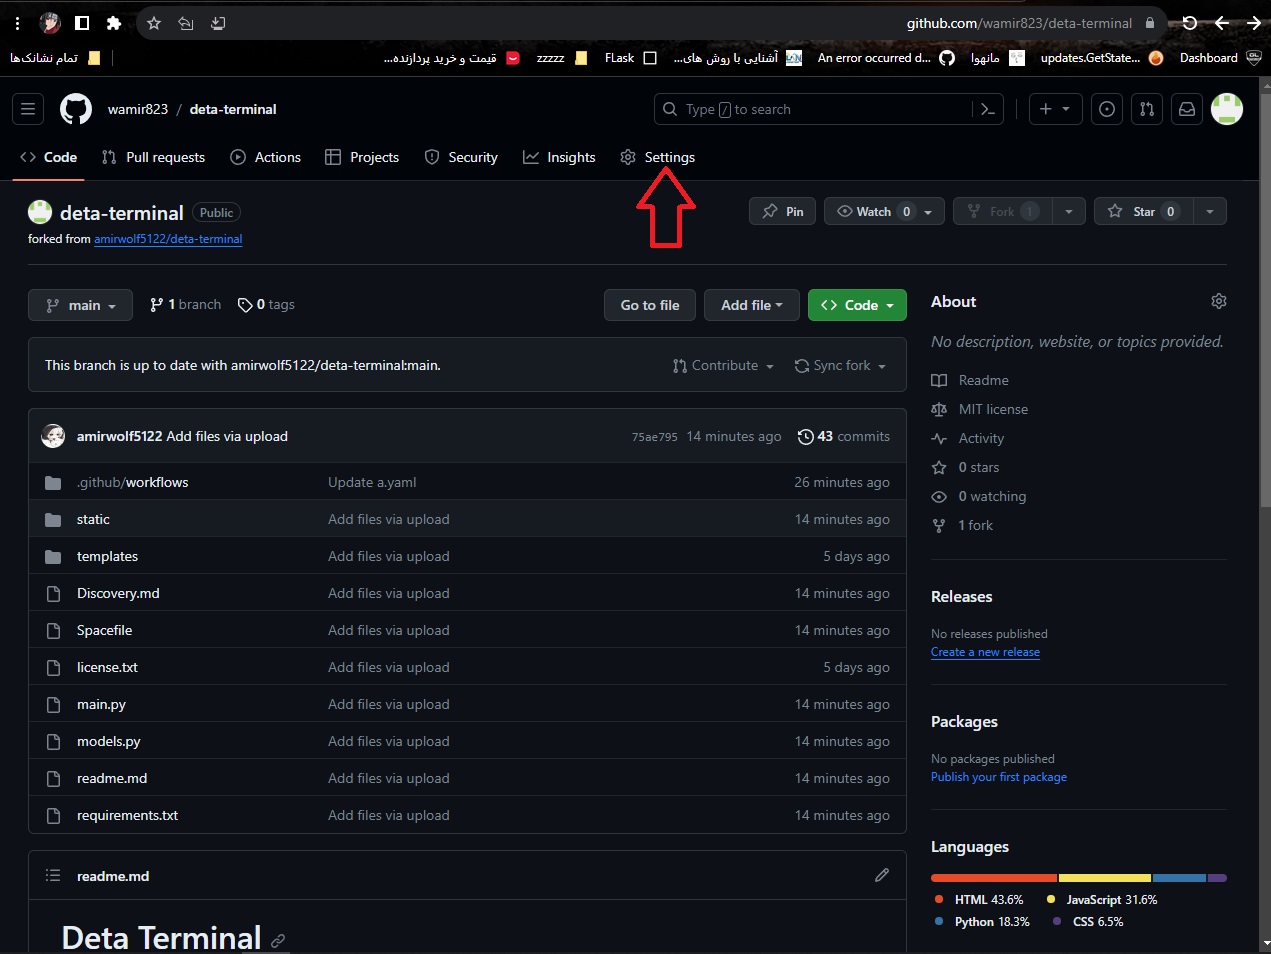 github.com/wamir823/deta-terminal
تمام نشانک‌ها
قیمت و خرید پردازنده...
zzzzz
FLask
آشنایی با روش های...
An error occurred d...
مانهوا
updates.GetState...
Dashboard
wamir823 / deta-terminal
Type / to search
Code
Pull requests
Actions
Projects
Security
Insights
Settings
deta-terminal Public
Pin
Watch 0
Fork 1
Star 0
forked from amirwolf5122/deta-terminal
main
1 branch
0 tags
Go to file
Add file
Code
This branch is up to date with amirwolf5122/deta-terminal:main.
Contribute
Sync fork
amirwolf5122 Add files via upload 75ae795 14 minutes ago 43 commits
.github/workflows Update a.yaml 26 minutes ago
static Add files via upload 14 minutes ago
templates Add files via upload 5 days ago
Discovery.md Add files via upload 14 minutes ago
Spacefile Add files via upload 14 minutes ago
license.txt Add files via upload 5 days ago
main.py Add files via upload 14 minutes ago
models.py Add files via upload 14 minutes ago
readme.md Add files via upload 14 minutes ago
requirements.txt Add files via upload 14 minutes ago
readme.md
Deta Terminal
About
No description, website, or topics provided.
Readme
MIT license
Activity
0 stars
0 watching
1 fork
Releases
No releases published
Create a new release
Packages
No packages published
Publish your first package
Languages
HTML 43.6% JavaScript 31.6%
Python 18.3% CSS 6.5%